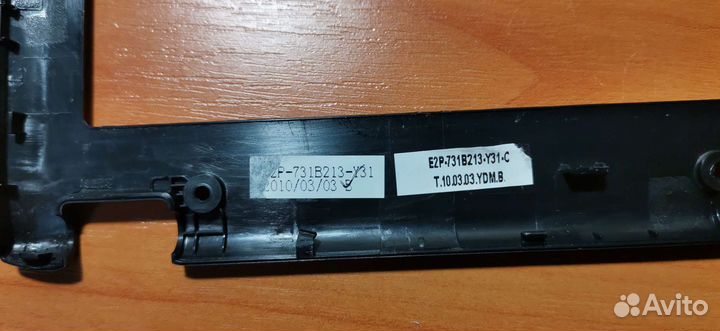 E2P-731B213-Y31
2010/03/03 E
E2P-731B213-Y31-C
T.10.03.03.YDM.B.
Avito